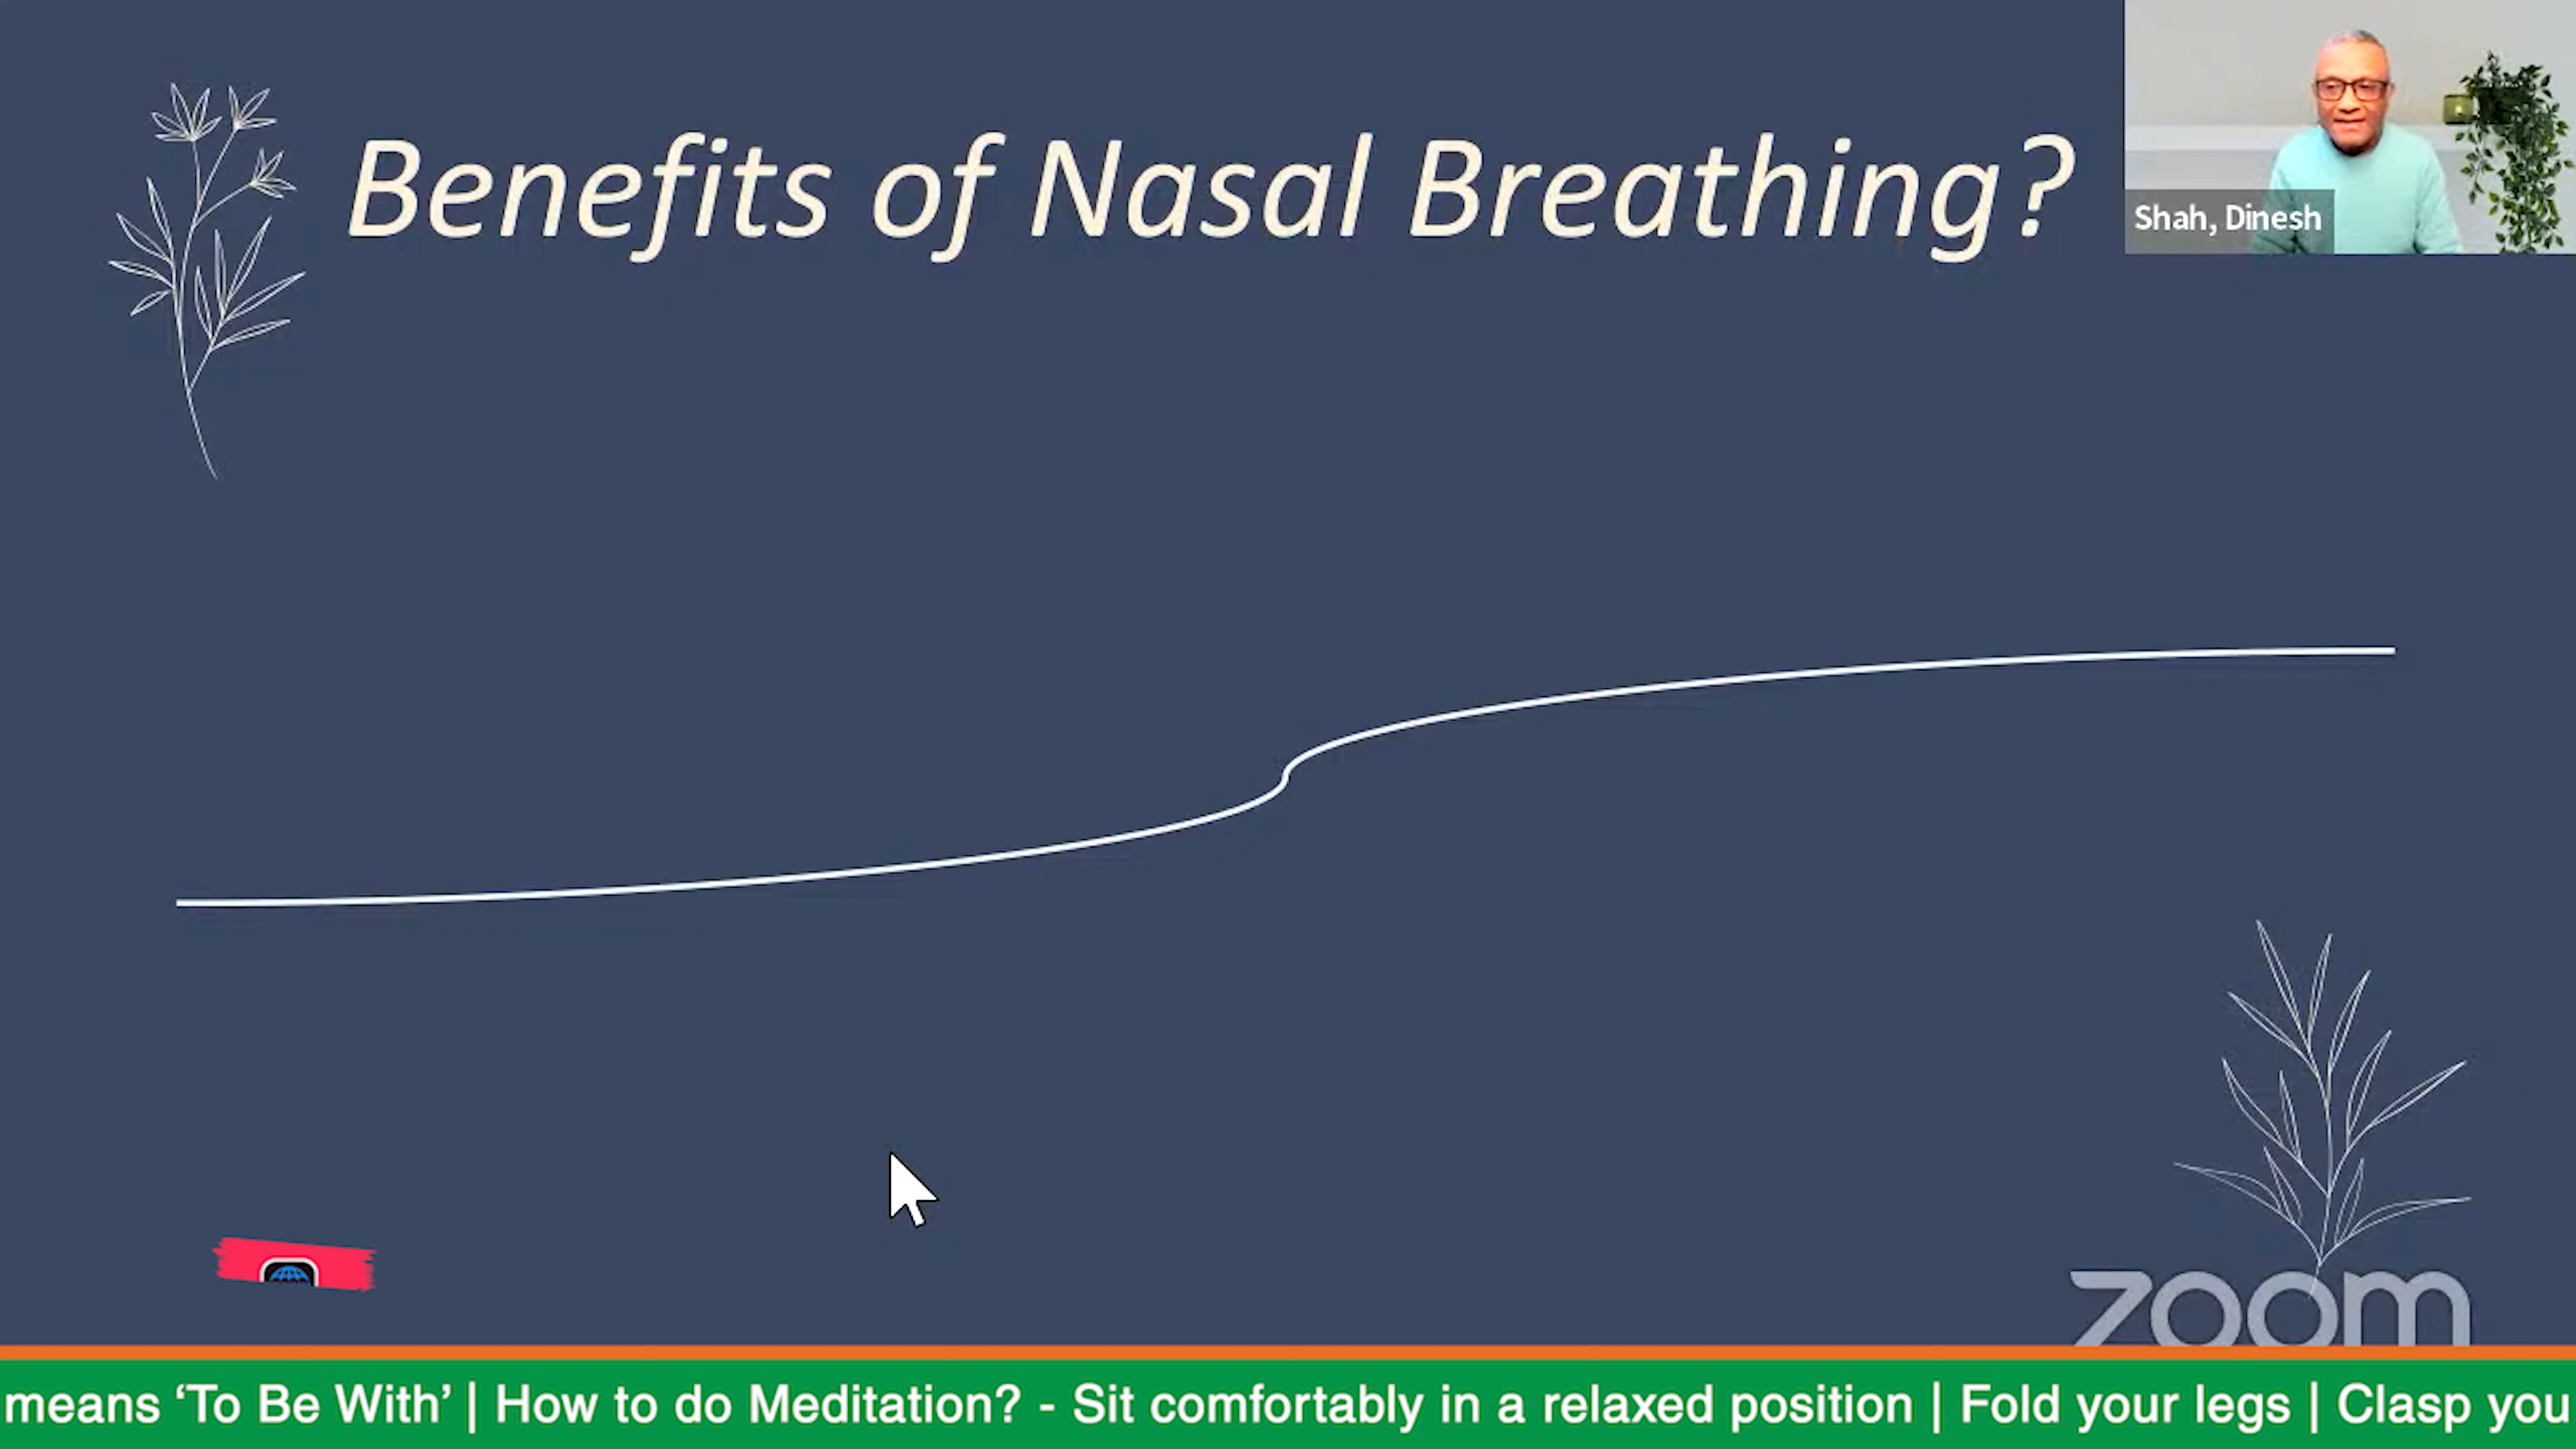 Benefits of Nasal Breathing?
Shah, Dinesh
zoom
means ‘To Be With’ | How to do Meditation? - Sit comfortably in a relaxed position | Fold your legs | Clasp you